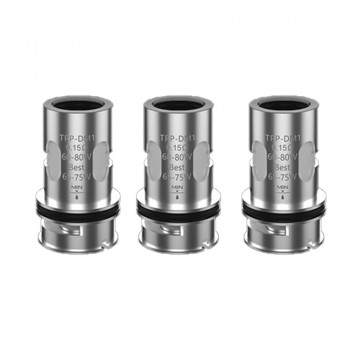 TPP-DM1
0.15Ω
60-80W
Best
65-75W
MIN
TPP-DM1
0.15Ω
60-80W
Best
65-75W
MIN
TPP-DM1
0.15Ω
60-80W
Best
65-75W
MIN